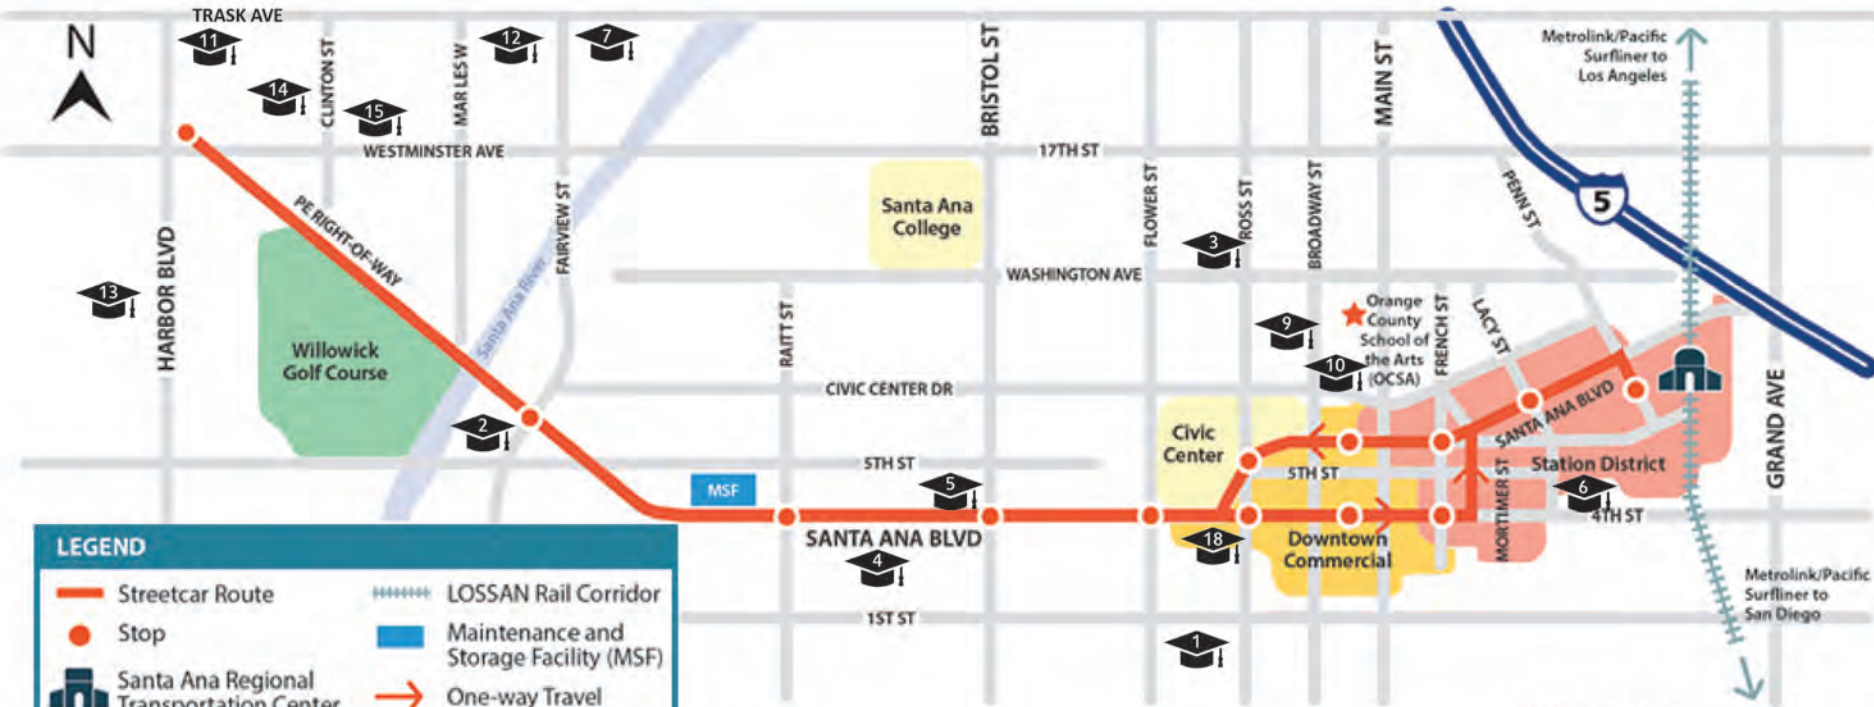 TRASK AVE
N
11
14
CLINTON ST
15
MAR LES W
12
7
BRISTOL ST
MAIN ST
Metrolink/Pacific
Surfliner to
Los Angeles
WESTMINSTER AVE
17TH ST
PE RIGHT-OF-WAY
FAIRVIEW ST
Santa Ana
College
FLOWER ST
3
ROSS ST
BROADWAY ST
PENN ST
5
HARBOR BLVD
13
Santa Ana River
WASHINGTON AVE
Willowick
Golf Course
RAITT ST
9
10
Orange
County
School of
the Arts
(OCSA)
FRENCH ST
LACY ST
CIVIC CENTER DR
2
Civic
Center
SANTA ANA BLVD
GRAND AVE
5TH ST
5TH ST
Station District
MSF
5
6
MORTIMER ST
4TH ST
SANTA ANA BLVD
4
18
Downtown
Commercial
1ST ST
1
Metrolink/Pacific
Surfliner to
San Diego
LEGEND
Streetcar Route
Stop
Santa Ana Regional
Transportation Center
LOSSAN Rail Corridor
Maintenance and
Storage Facility (MSF)
One-way Travel